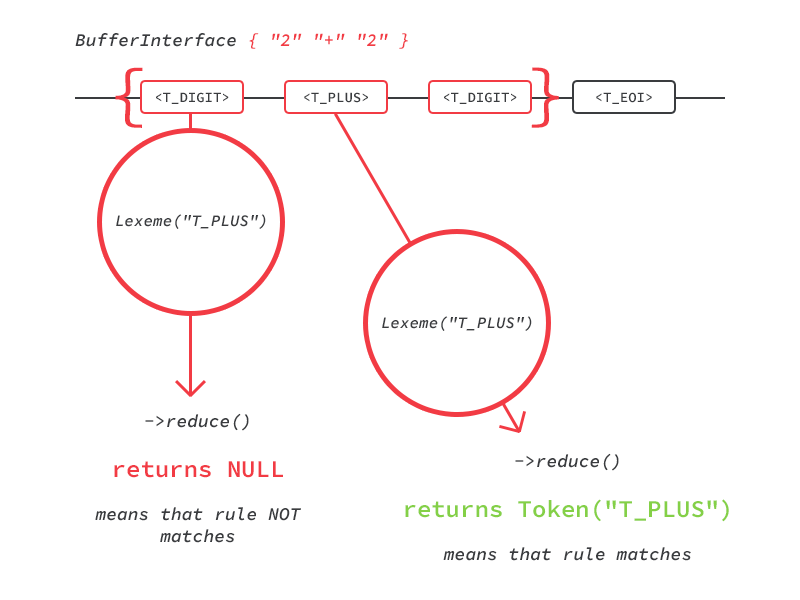 BufferInterface { "2" "+" "2" }
<T_DIGIT> <T_PLUS> <T_DIGIT> <T_EOI>
Lexeme("T_PLUS")
Lexeme("T_PLUS")
->reduce()
returns NULL
means that rule NOT
matches
->reduce()
returns Token("T_PLUS")
means that rule matches